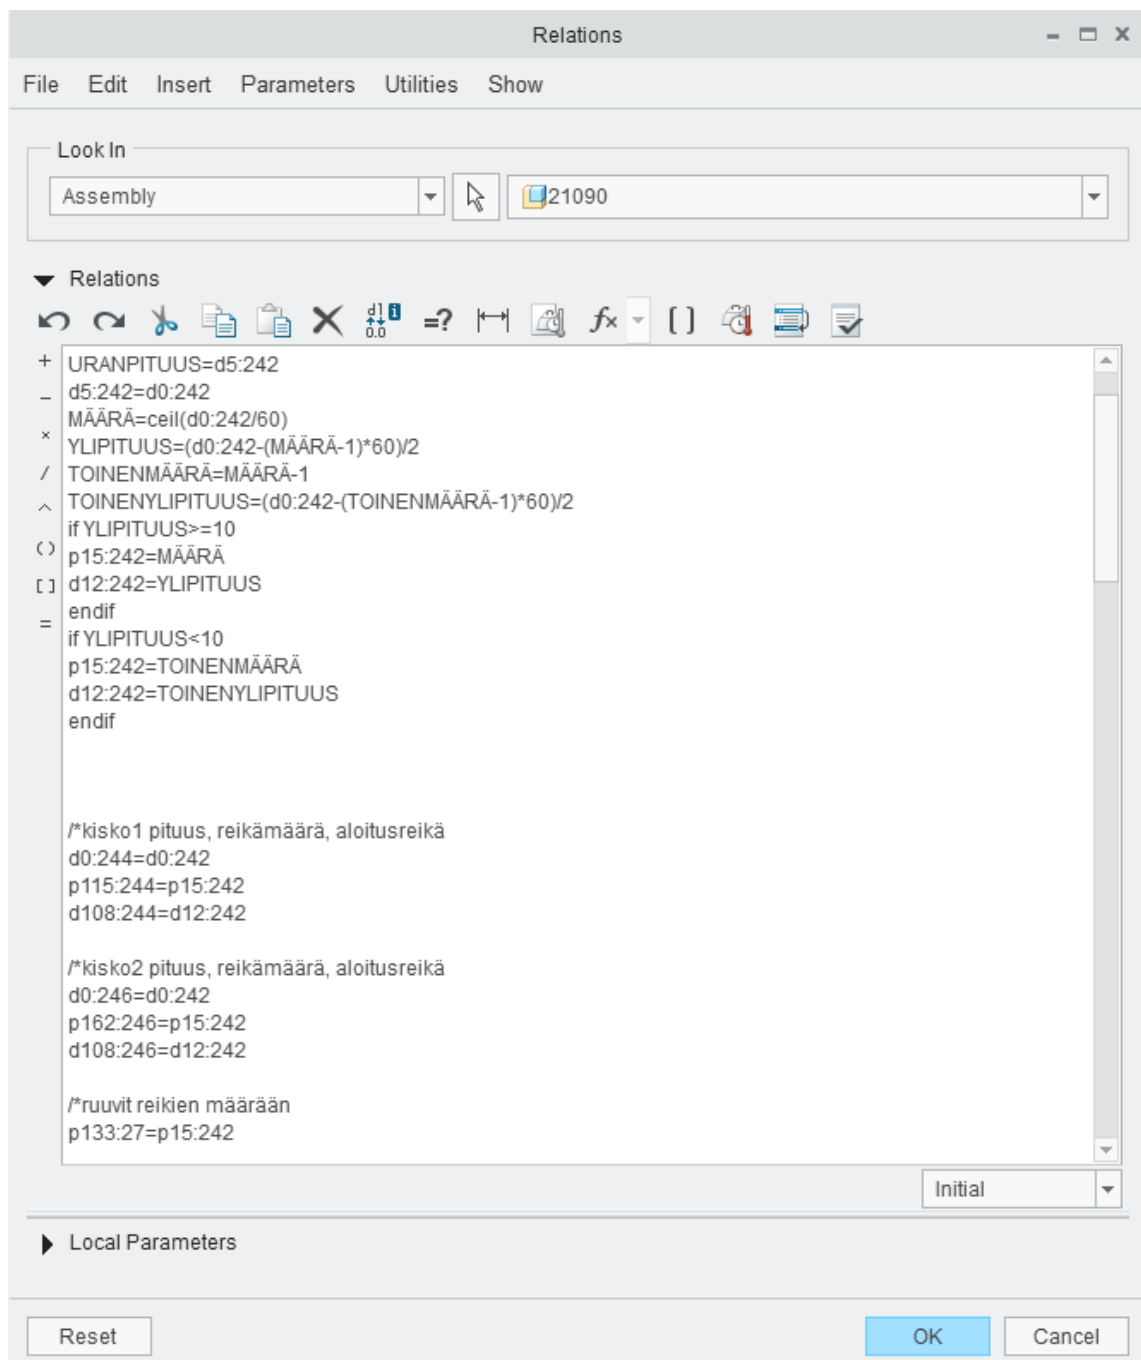 Relations
File Edit Insert Parameters Utilities Show
Look In
Assembly 21090
Relations
URANPITUUS=d5:242
d5:242=d0:242
MÄÄRÄ=ceil(d0:242/60)
YLIPITUUS=(d0:242-(MÄÄRÄ-1)*60)/2
TOINENMÄÄRÄ=MÄÄRÄ-1
TOINENYLIPITUUS=(d0:242-(TOINENMÄÄRÄ-1)*60)/2
if YLIPITUUS>=10
p15:242=MÄÄRÄ
d12:242=YLIPITUUS
endif
if YLIPITUUS<10
p15:242=TOINENMÄÄRÄ
d12:242=TOINENYLIPITUUS
endif
/*kisko1 pituus, reikämäärä, aloitusreikä
d0:244=d0:242
p115:244=p15:242
d108:244=d12:242
/*kisko2 pituus, reikämäärä, aloitusreikä
d0:246=d0:242
p162:246=p15:242
d108:246=d12:242
/*ruuvit reikien määrään
p133:27=p15:242
Initial
Local Parameters
Reset OK Cancel